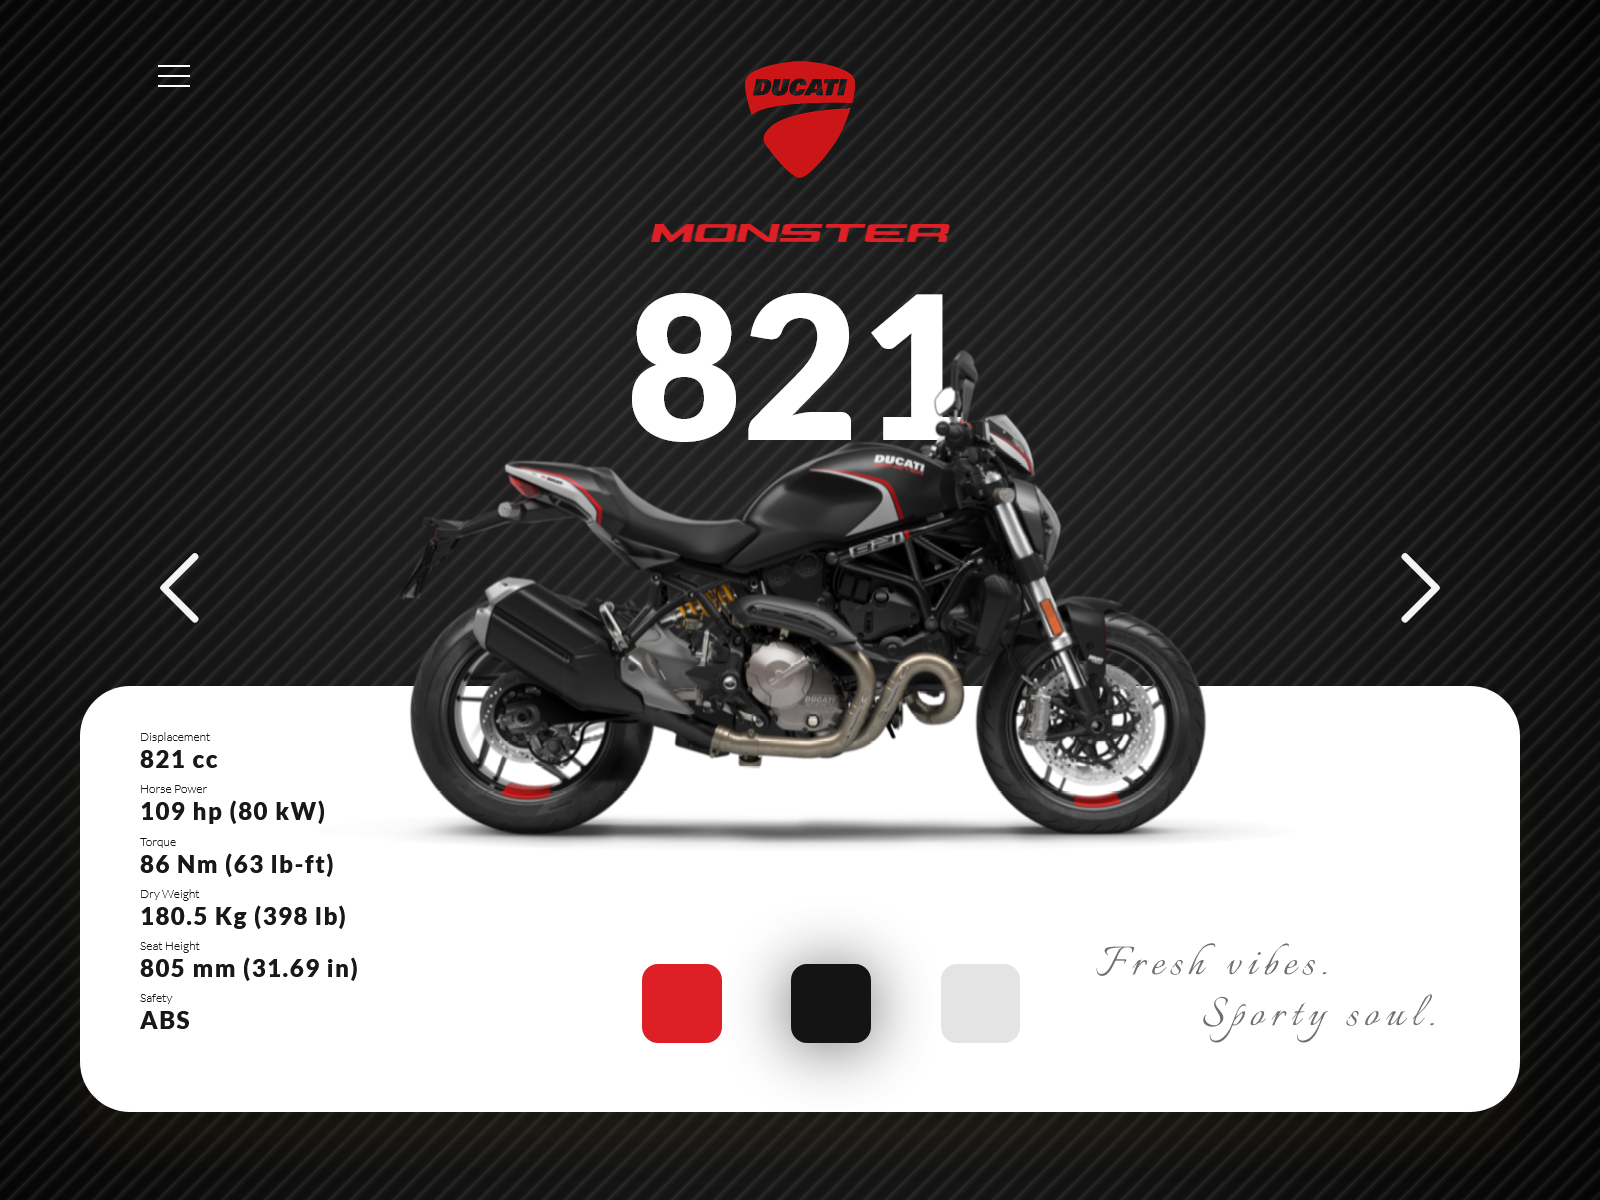 DUCATI
MONSTER
821
DUCATI
821
DUCATI
Displacement
821 cc
Horse Power
109 hp (80 kW)
Torque
86 Nm (63 lb-ft)
Dry Weight
180.5 Kg (398 lb)
Seat Height
805 mm (31.69 in)
Safety
ABS
Fresh vibes.
Sporty soul.